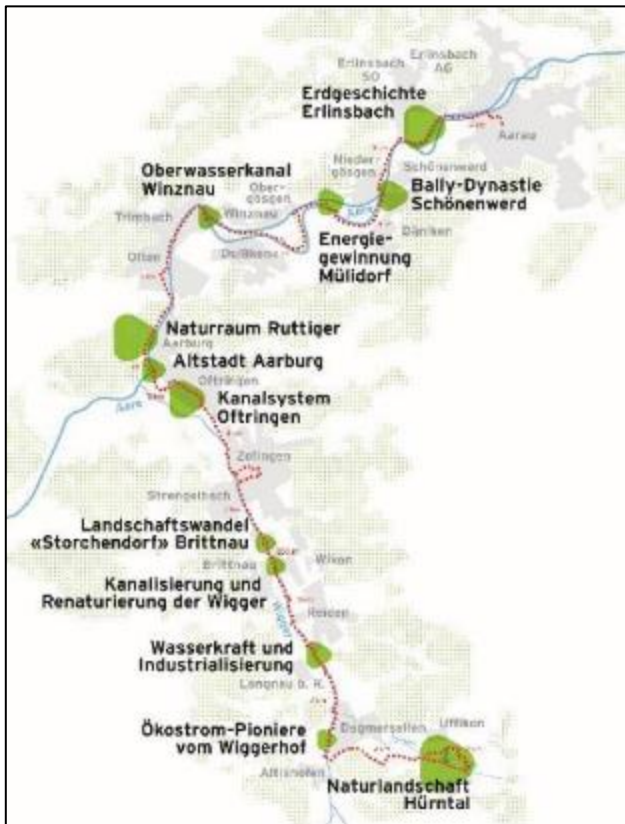 Erlinsbach
SO
Erlinsbach
AG
Erdgeschichte
Erlinsbach
Aarau
Nieder-
gösgen
Schönenwerd
Oberwasserkanal
Winznau
Ober-
gösgen
Bally-Dynastie
Schönenwerd
Trimbach
Winznau
Aare
Däniken
Energie-
gewinnung
Mülidorf
Olten
Dulliken
Naturraum Ruttiger
Aarburg
Altstadt Aarburg
Oftringen
Kanalsystem
Oftringen
Aare
Zofingen
Strengelbach
Landschaftswandel
«Storchendorf» Brittnau
Brittnau
Wikon
Kanalisierung und
Renaturierung der Wigger
Wigger
Reiden
Wasserkraft und
Industrialisierung
Langnau b. R.
Ökostrom-Pioniere
vom Wiggerhof
Dagmersellen
Uffikon
Altishofen
Naturlandschaft
Hürntal